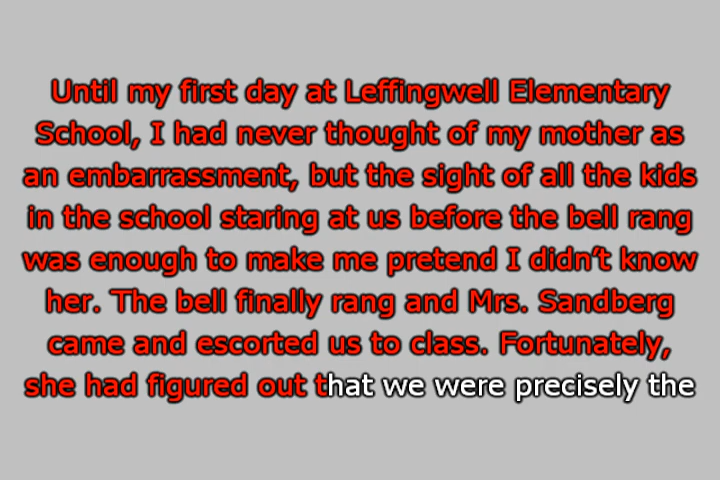 Until my first day at Leffingwell Elementary
School, I had never thought of my mother as
an embarrassment, but the sight of all the kids
in the school staring at us before the bell rang
was enough to make me pretend I didn’t know
her. The bell finally rang and Mrs. Sandberg
came and escorted us to class. Fortunately,
she had figured out that we were precisely the